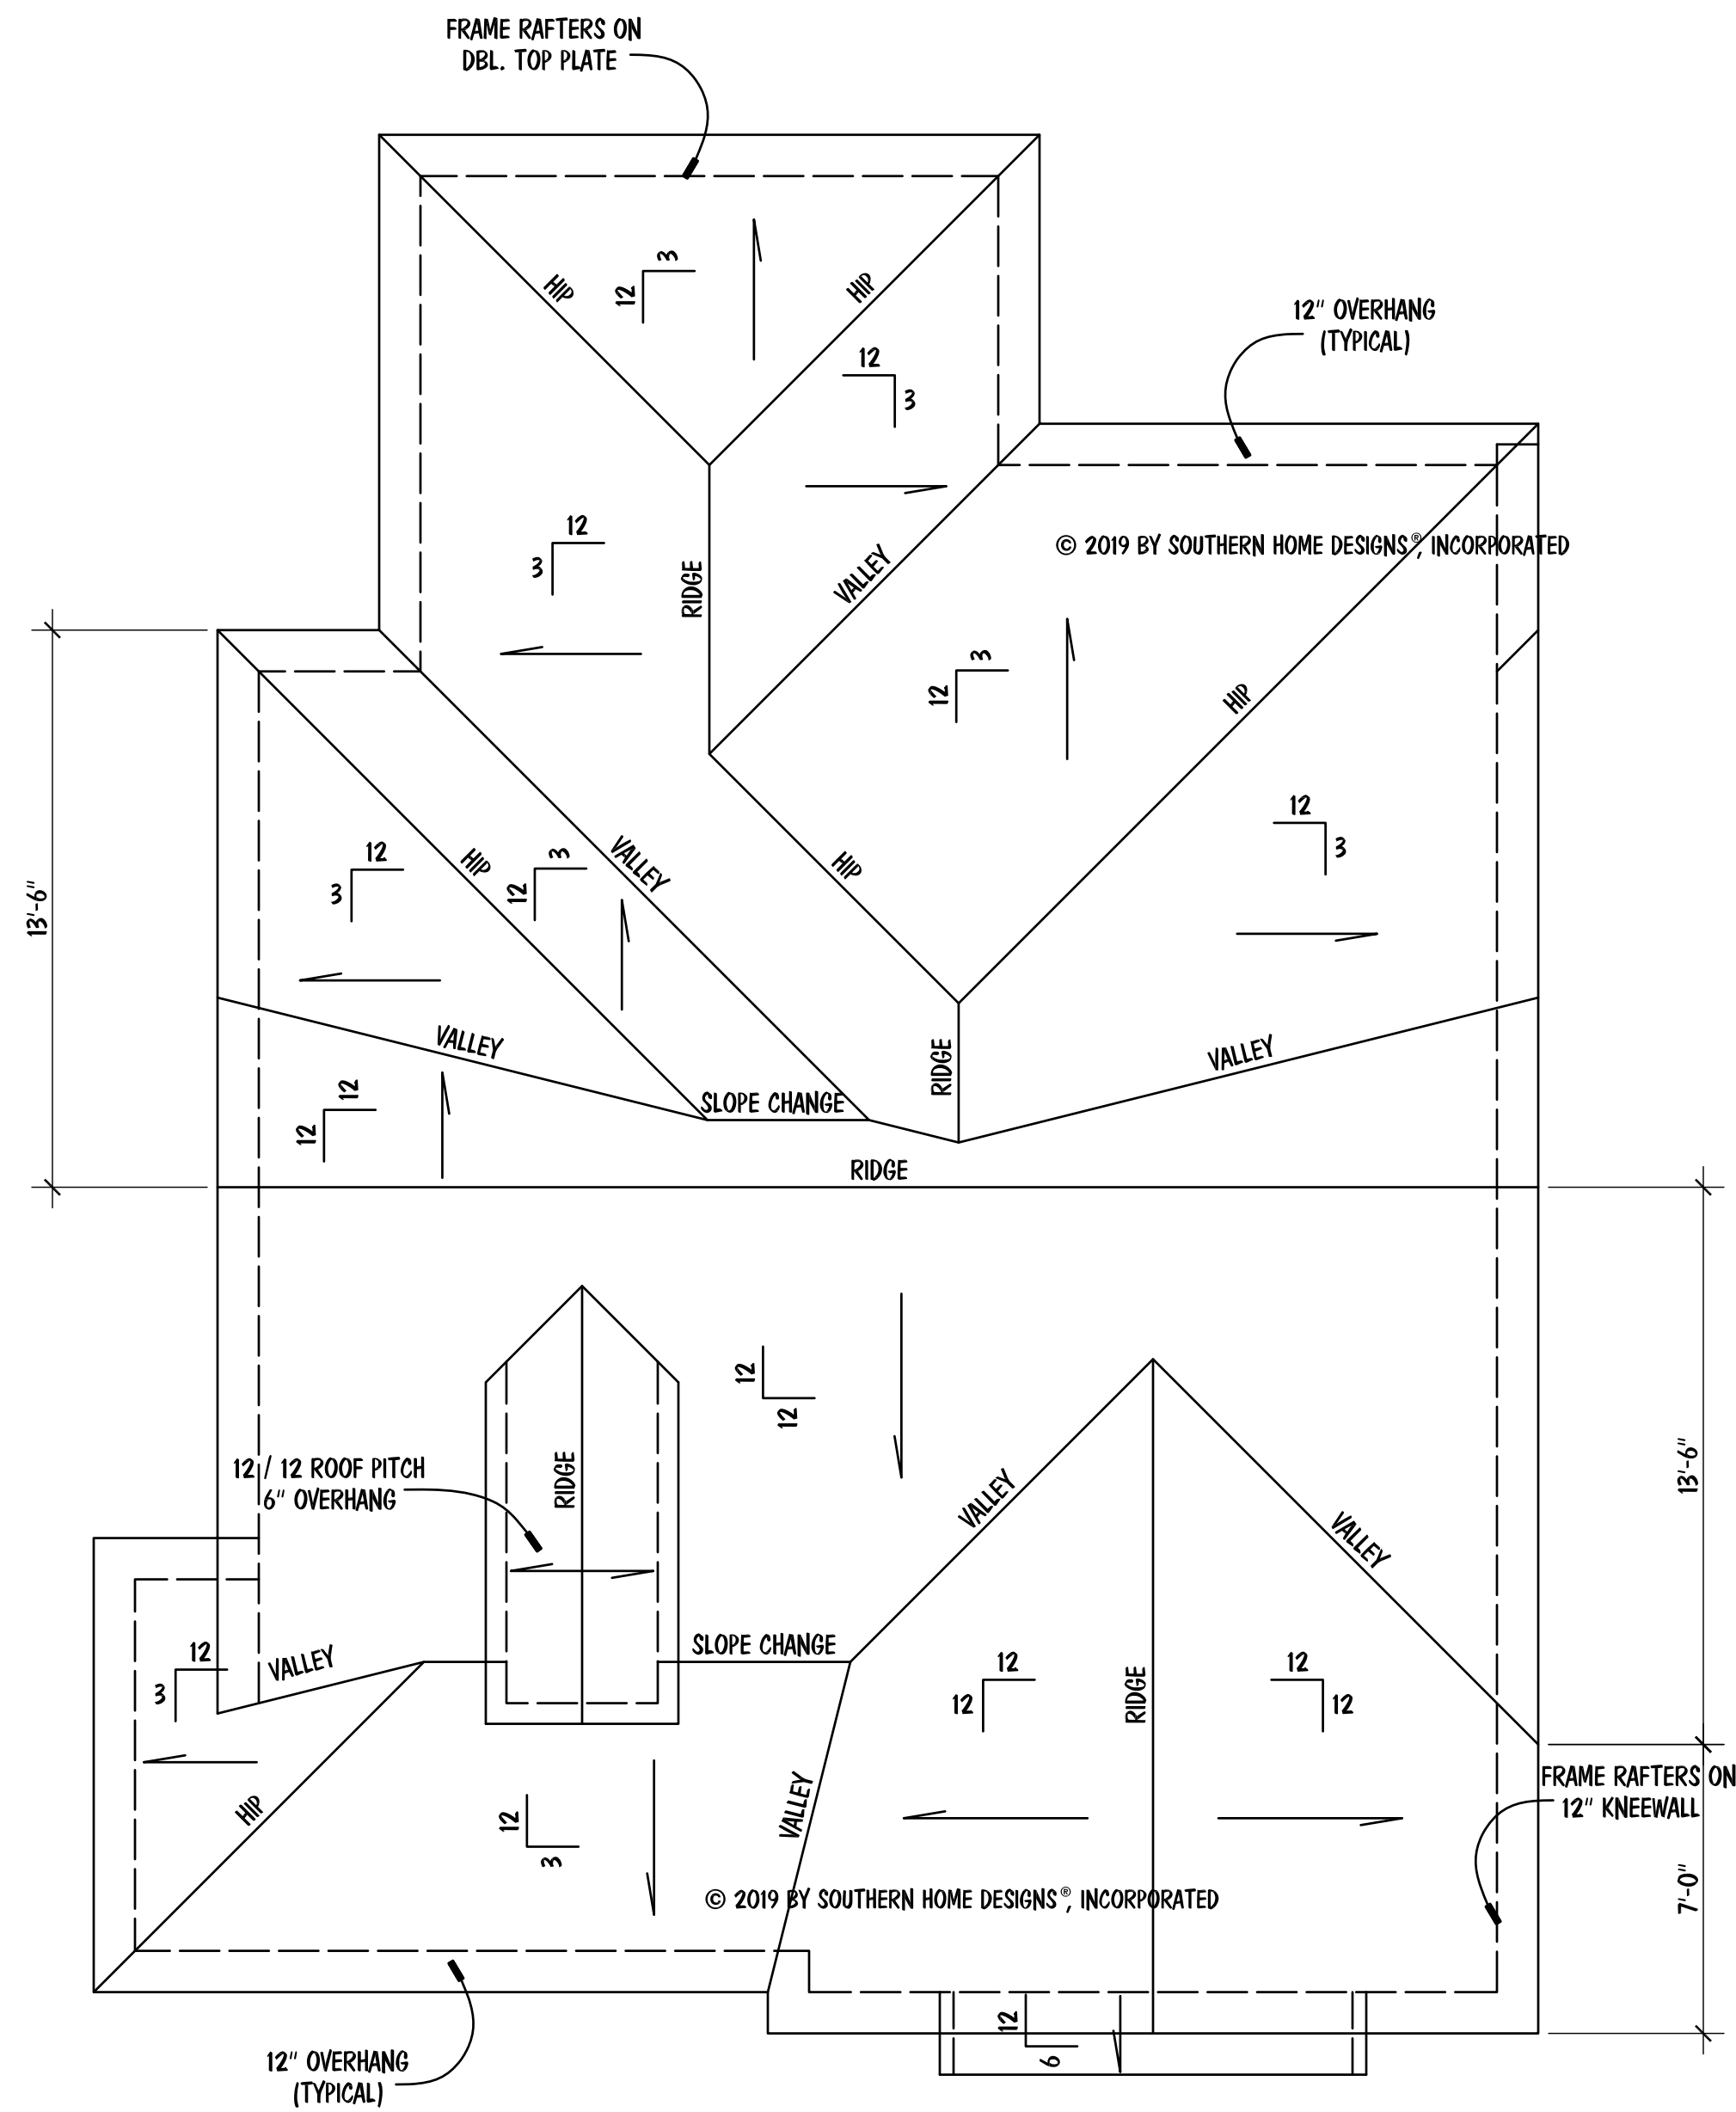 FRAME RAFTERS ON
DBL. TOP PLATE
12" OVERHANG
(TYPICAL)
3
12
HIP
HIP
12
3
© 2019 BY SOUTHERN HOME DESIGNS®, INCORPORATED
12
3
RIDGE
VALLEY
3
12
HIP
12
3
13'-6"
12
3
HIP
3
12
VALLEY
HIP
VALLEY
RIDGE
VALLEY
12
12
SLOPE CHANGE
RIDGE
12
12
12 / 12 ROOF PITCH
6" OVERHANG
RIDGE
VALLEY
VALLEY
13'-6"
12
3
VALLEY
SLOPE CHANGE
12
12
RIDGE
12
12
HIP
12
3
VALLEY
FRAME RAFTERS ON
12" KNEEWALL
7'-0"
© 2019 BY SOUTHERN HOME DESIGNS®, INCORPORATED
12
6
12" OVERHANG
(TYPICAL)